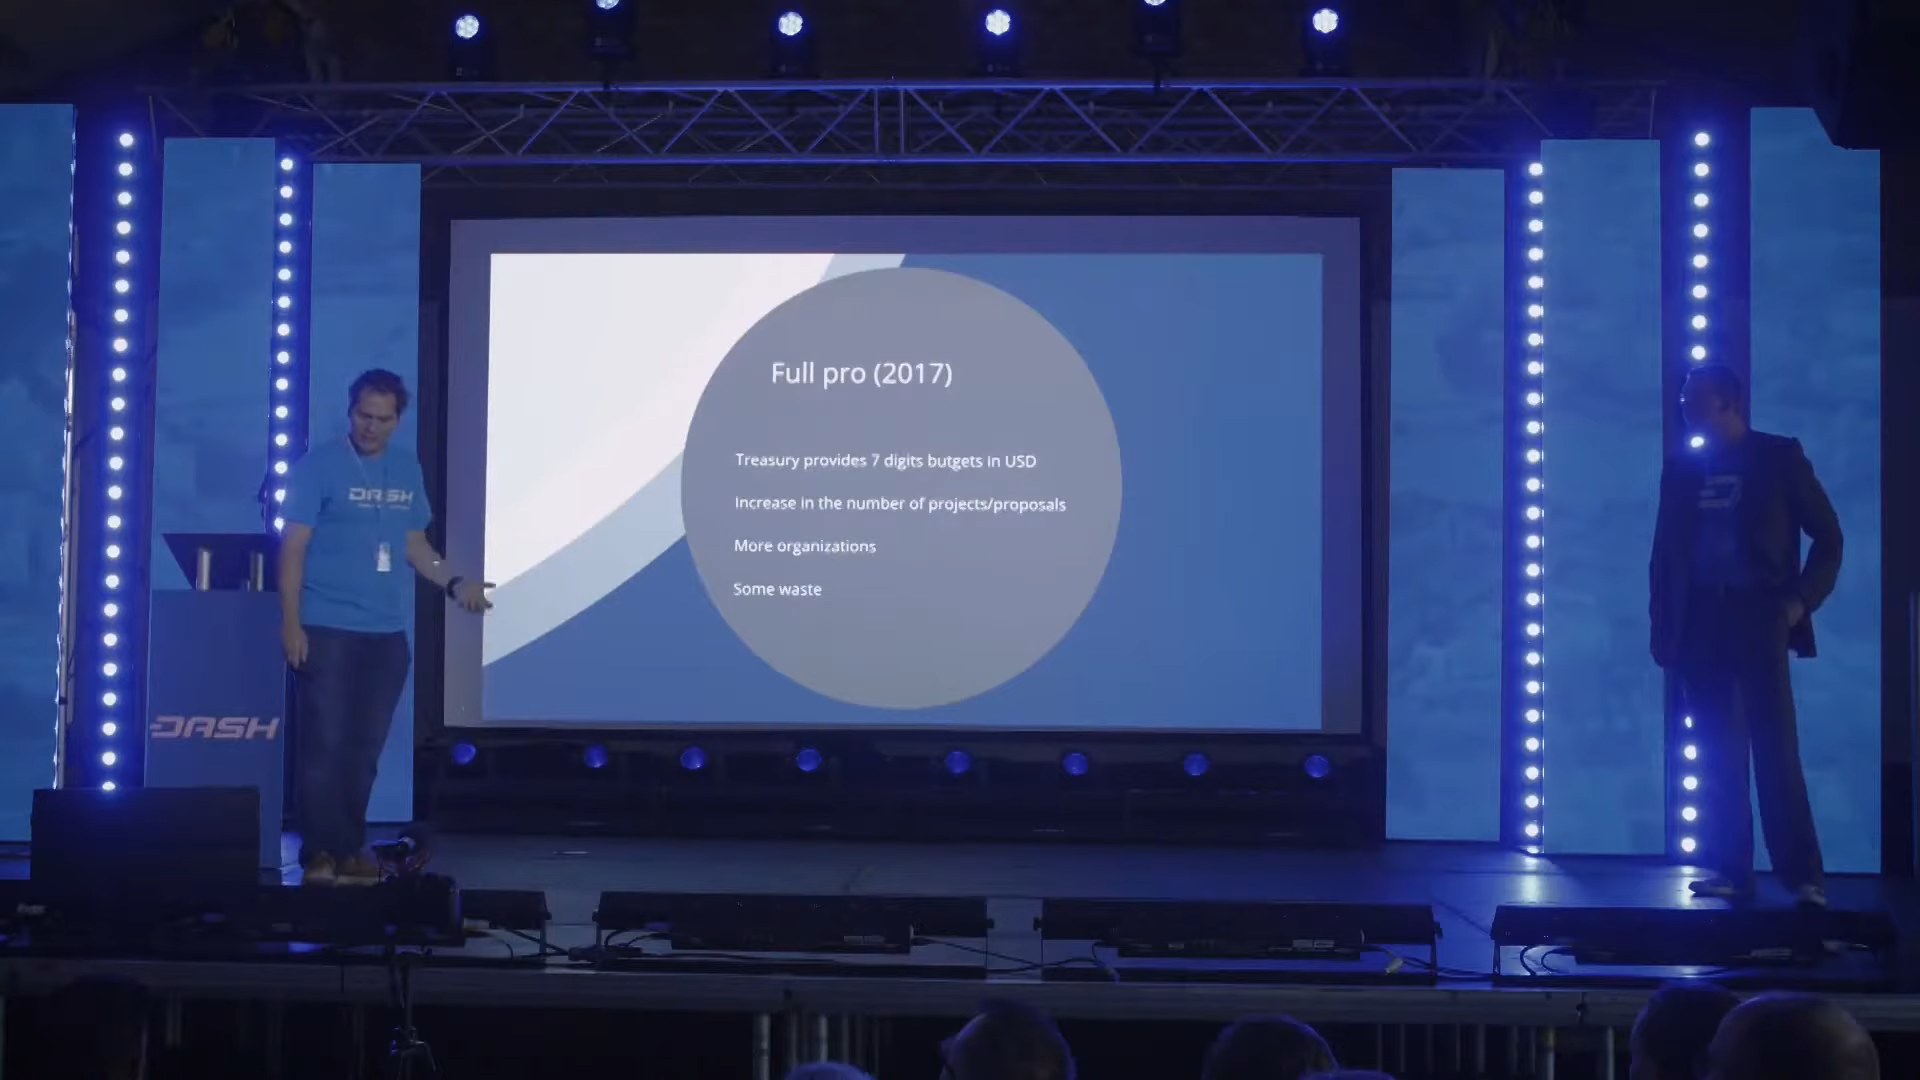 Full pro (2017)
Treasury provides 7 digits butgets in USD
Increase in the number of projects/proposals
More organizations
Some waste
DASH
DASH